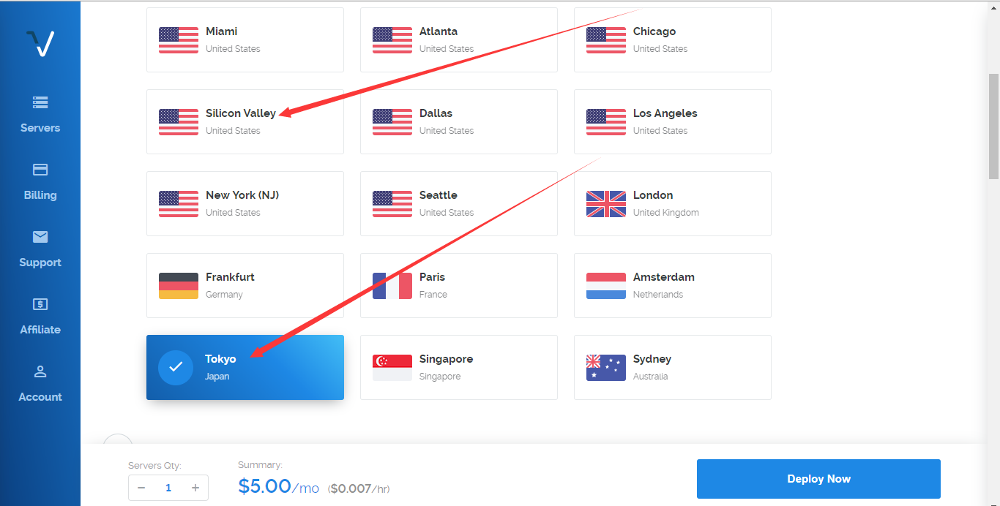 Servers
Billing
Support
Affiliate
Account
Miami
United States
Atlanta
United States
Chicago
United States
Silicon Valley
United States
Dallas
United States
Los Angeles
United States
New York (NJ)
United States
Seattle
United States
London
United Kingdom
Frankfurt
Germany
Paris
France
Amsterdam
Netherlands
Tokyo
Japan
Singapore
Singapore
Sydney
Australia
Servers Qty:
− 1 +
Summary:
$5.00/mo ($0.007/hr)
Deploy Now